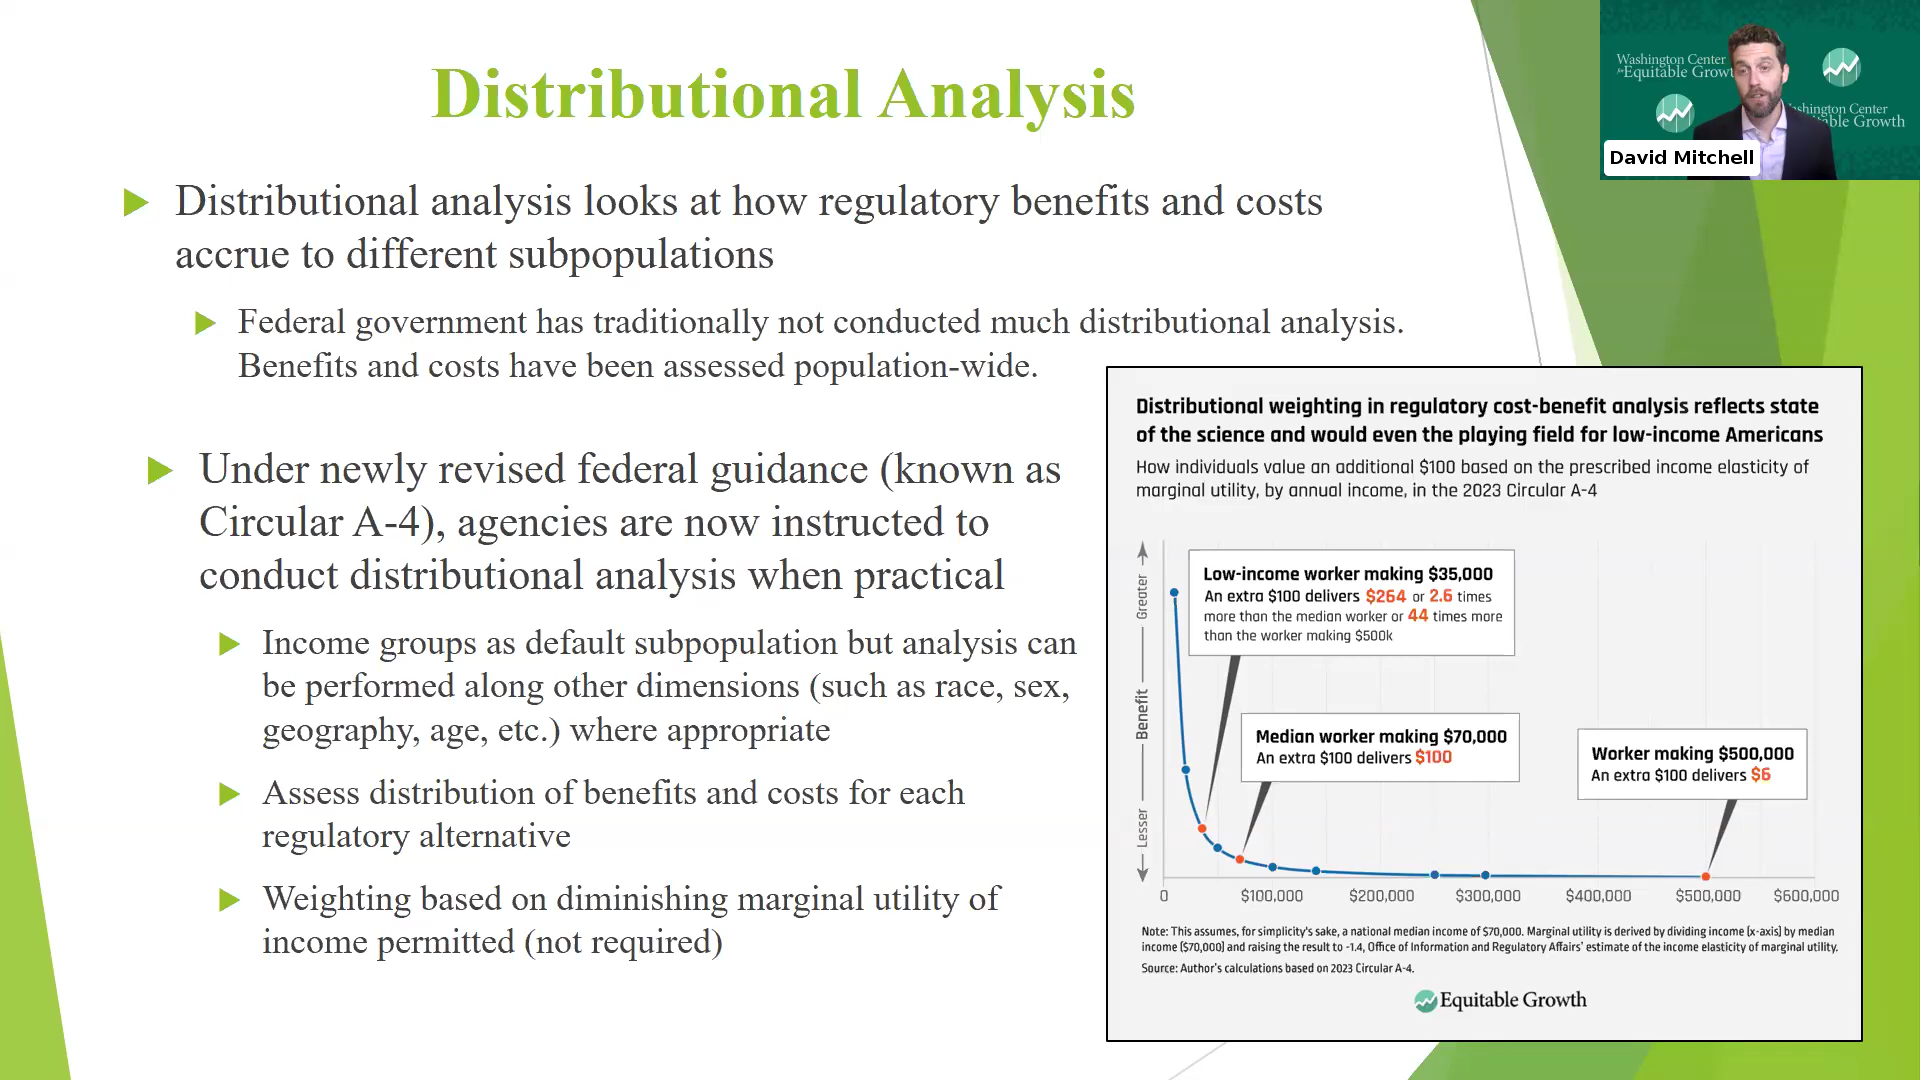 Distributional Analysis
Washington Center
for Equitable Growt
ashington Center
itable Growth
David Mitchell
Distributional analysis looks at how regulatory benefits and costs
accrue to different subpopulations
Federal government has traditionally not conducted much distributional analysis.
Benefits and costs have been assessed population-wide.
Under newly revised federal guidance (known as
Circular A-4), agencies are now instructed to
conduct distributional analysis when practical
Income groups as default subpopulation but analysis can
be performed along other dimensions (such as race, sex,
geography, age, etc.) where appropriate
Assess distribution of benefits and costs for each
regulatory alternative
Weighting based on diminishing marginal utility of
income permitted (not required)
Distributional weighting in regulatory cost-benefit analysis reflects state
of the science and would even the playing field for low-income Americans
How individuals value an additional $100 based on the prescribed income elasticity of
marginal utility, by annual income, in the 2023 Circular A-4
Greater
Benefit
Lesser
Low-income worker making $35,000
An extra $100 delivers $264 or 2.6 times
more than the median worker or 44 times more
than the worker making $500k
Median worker making $70,000
An extra $100 delivers $100
Worker making $500,000
An extra $100 delivers $6
0 $100,000 $200,000 $300,000 $400,000 $500,000 $600,000
Note: This assumes, for simplicity's sake, a national median income of $70,000. Marginal utility is derived by dividing income (x-axis) by median
income ($70,000) and raising the result to -1.4, Office of Information and Regulatory Affairs' estimate of the income elasticity of marginal utility.
Source: Author's calculations based on 2023 Circular A-4.
Equitable Growth